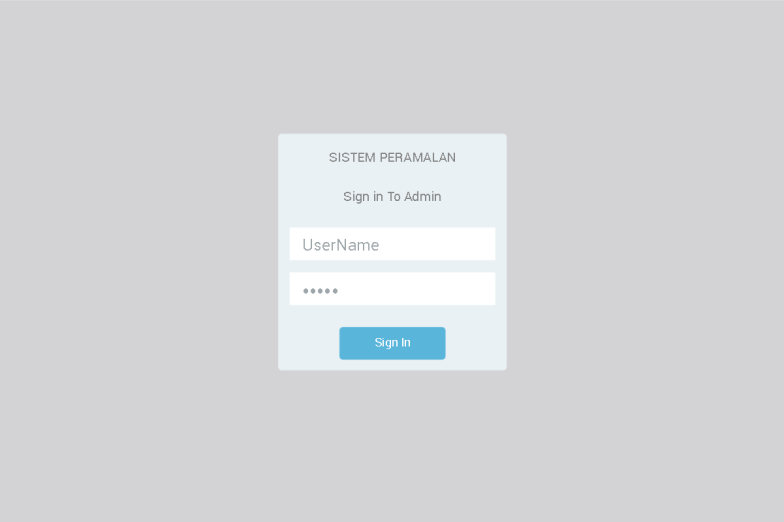 SISTEM PERAMALAN
Sign in To Admin
UserName
•••••
Sign In